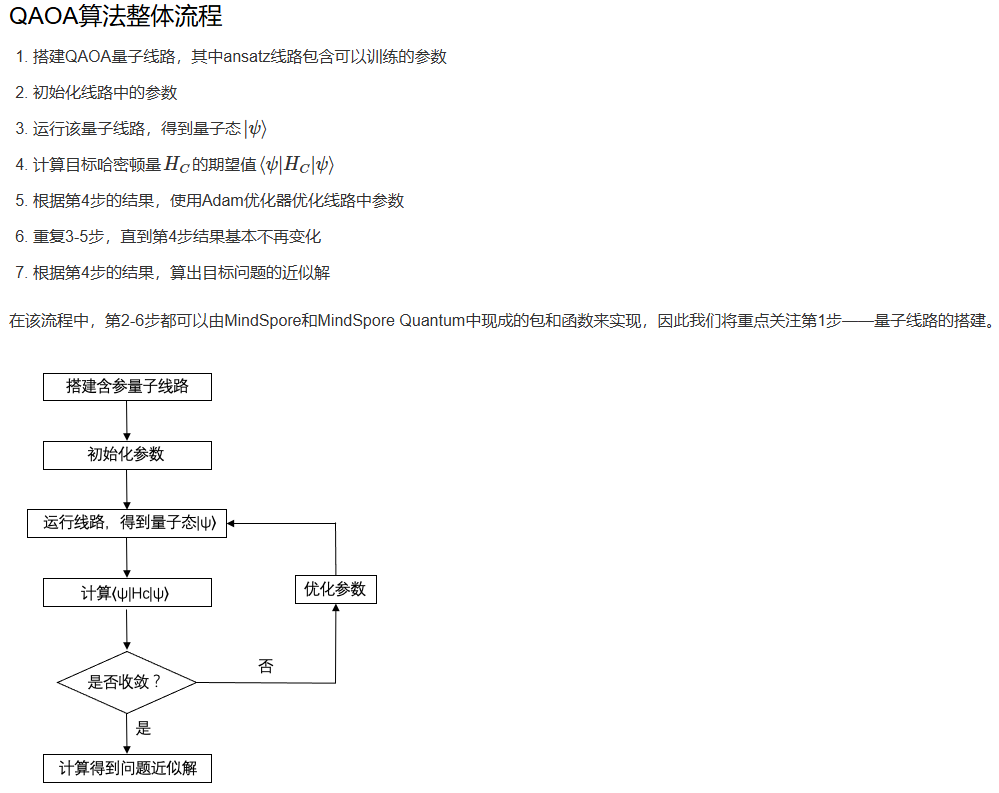 QAOA算法整体流程
1. 搭建QAOA量子线路，其中ansatz线路包含可以训练的参数
2. 初始化线路中的参数
3. 运行该量子线路，得到量子态|ψ⟩
4. 计算目标哈密顿量H_C的期望值⟨ψ|H_C|ψ⟩
5. 根据第4步的结果，使用Adam优化器优化线路中参数
6. 重复3-5步，直到第4步结果基本不再变化
7. 根据第4步的结果，算出目标问题的近似解
在该流程中，第2-6步都可以由MindSpore和MindSpore Quantum中现成的包和函数来实现，因此我们将重点关注第1步——量子线路的搭建。
搭建含参量子线路
初始化参数
运行线路，得到量子态|ψ⟩
计算⟨ψ|Hc|ψ⟩
优化参数
否
是否收敛？
是
计算得到问题近似解